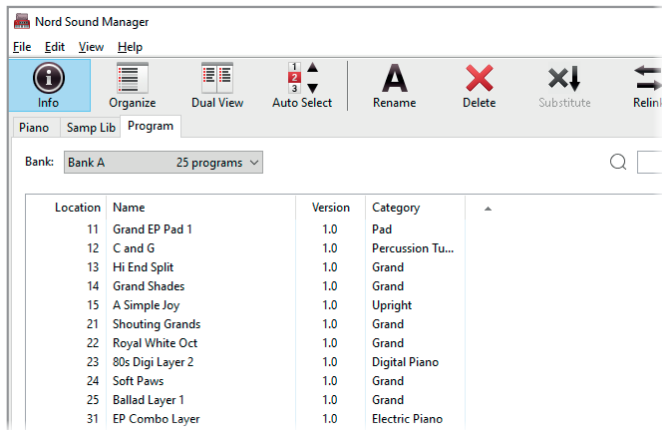 Nord Sound Manager
File Edit View Help
1
2
3
Info Organize Dual View Auto Select Rename Delete Substitute Relin
Piano Samp Lib Program
Bank: Bank A 25 programs
Location Name Version Category
11 Grand EP Pad 1 1.0 Pad
12 C and G 1.0 Percussion Tu...
13 Hi End Split 1.0 Grand
14 Grand Shades 1.0 Grand
15 A Simple Joy 1.0 Upright
21 Shouting Grands 1.0 Grand
22 Royal White Oct 1.0 Grand
23 80s Digi Layer 2 1.0 Digital Piano
24 Soft Paws 1.0 Grand
25 Ballad Layer 1 1.0 Grand
31 EP Combo Layer 1.0 Electric Piano